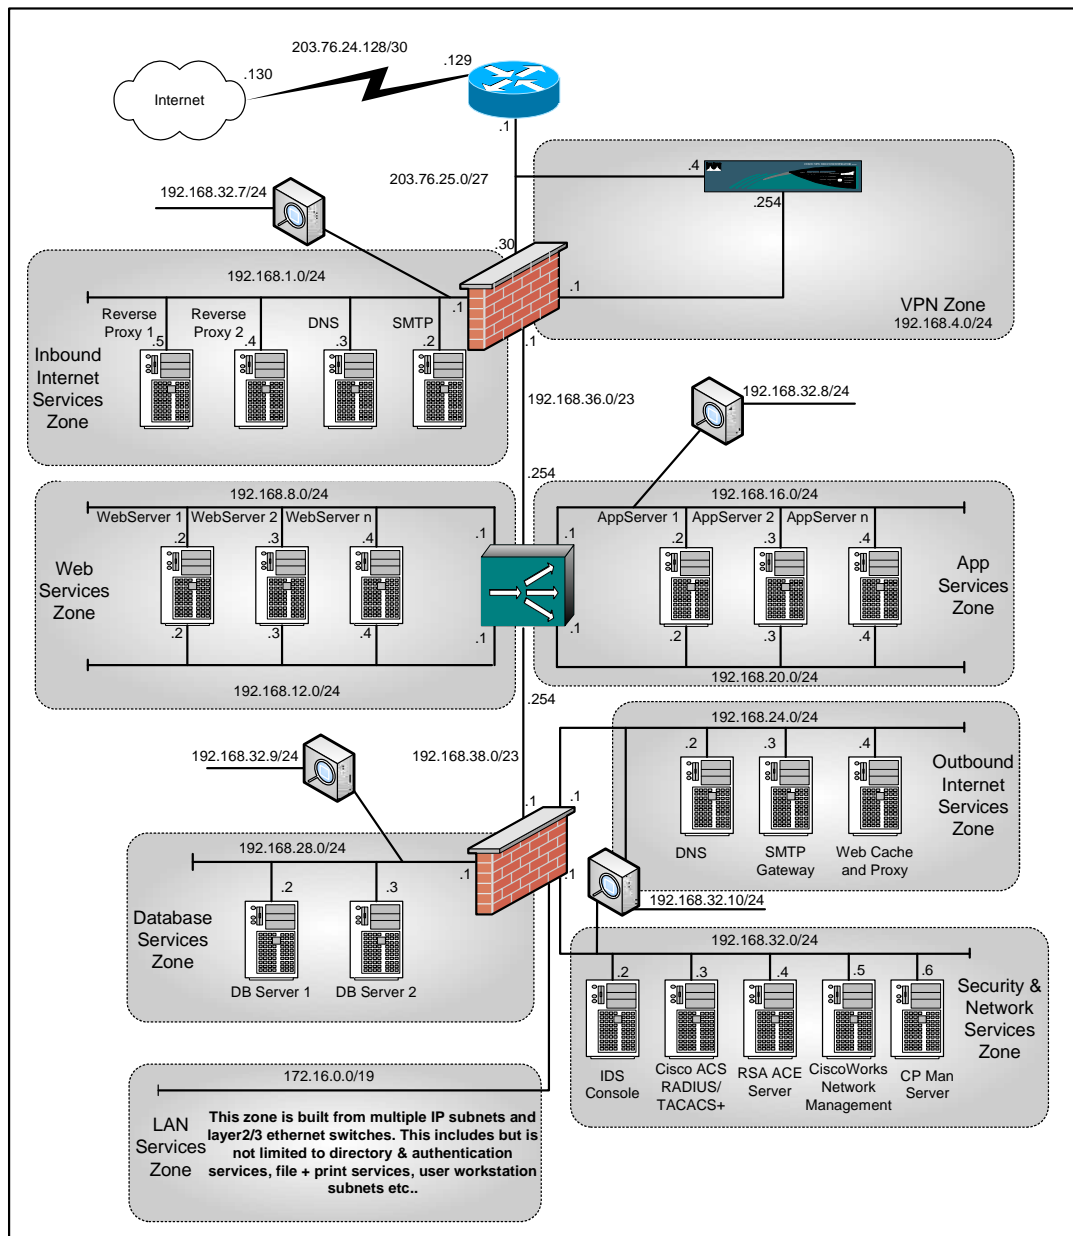 203.76.24.128/30
.129
.130
Internet
.1
203.76.25.0/27
.4
.254
192.168.32.7/24
.30
192.168.1.0/24
.1
.1
VPN Zone
192.168.4.0/24
Reverse
Proxy 1
.5
Reverse
Proxy 2
.4
DNS
.3
SMTP
.2
.1
Inbound
Internet
Services
Zone
192.168.36.0/23
192.168.32.8/24
.254
192.168.8.0/24
WebServer 1
WebServer 2
WebServer n
.2
.3
.4
.1
Web
Services
Zone
.2
.3
.4
.1
192.168.12.0/24
192.168.16.0/24
AppServer 1
AppServer 2
AppServer n
.1
.2
.3
.4
App
Services
Zone
.1
.2
.3
.4
192.168.20.0/24
.254
192.168.38.0/23
192.168.32.9/24
.1
.1
192.168.24.0/24
.2
.3
.4
Outbound
Internet
Services
Zone
DNS
SMTP
Gateway
Web Cache
and Proxy
192.168.28.0/24
.1
.1
.2
.3
Database
Services
Zone
DB Server 1
DB Server 2
192.168.32.10/24
192.168.32.0/24
.2
.3
.4
.5
.6
Security &
Network
Services
Zone
IDS
Console
Cisco ACS
RADIUS/
TACACS+
RSA ACE
Server
CiscoWorks
Network
Management
CP Man
Server
172.16.0.0/19
LAN
Services
Zone
This zone is built from multiple IP subnets and
layer2/3 ethernet switches. This includes but is
not limited to directory & authentication
services, file + print services, user workstation
subnets etc..